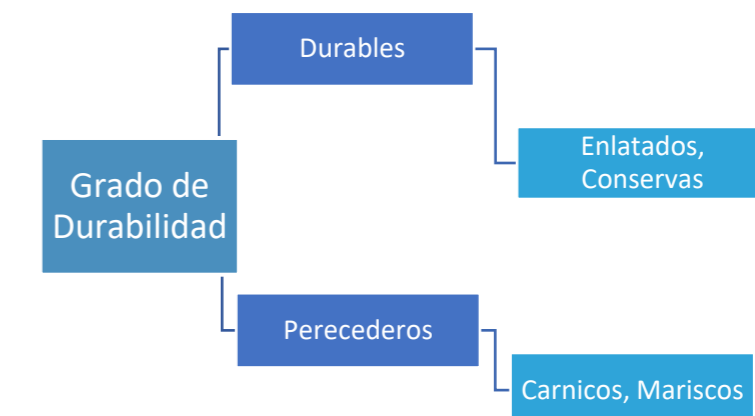 Durables
Enlatados,
Conservas
Grado de
Durabilidad
Perecederos
Carnicos, Mariscos